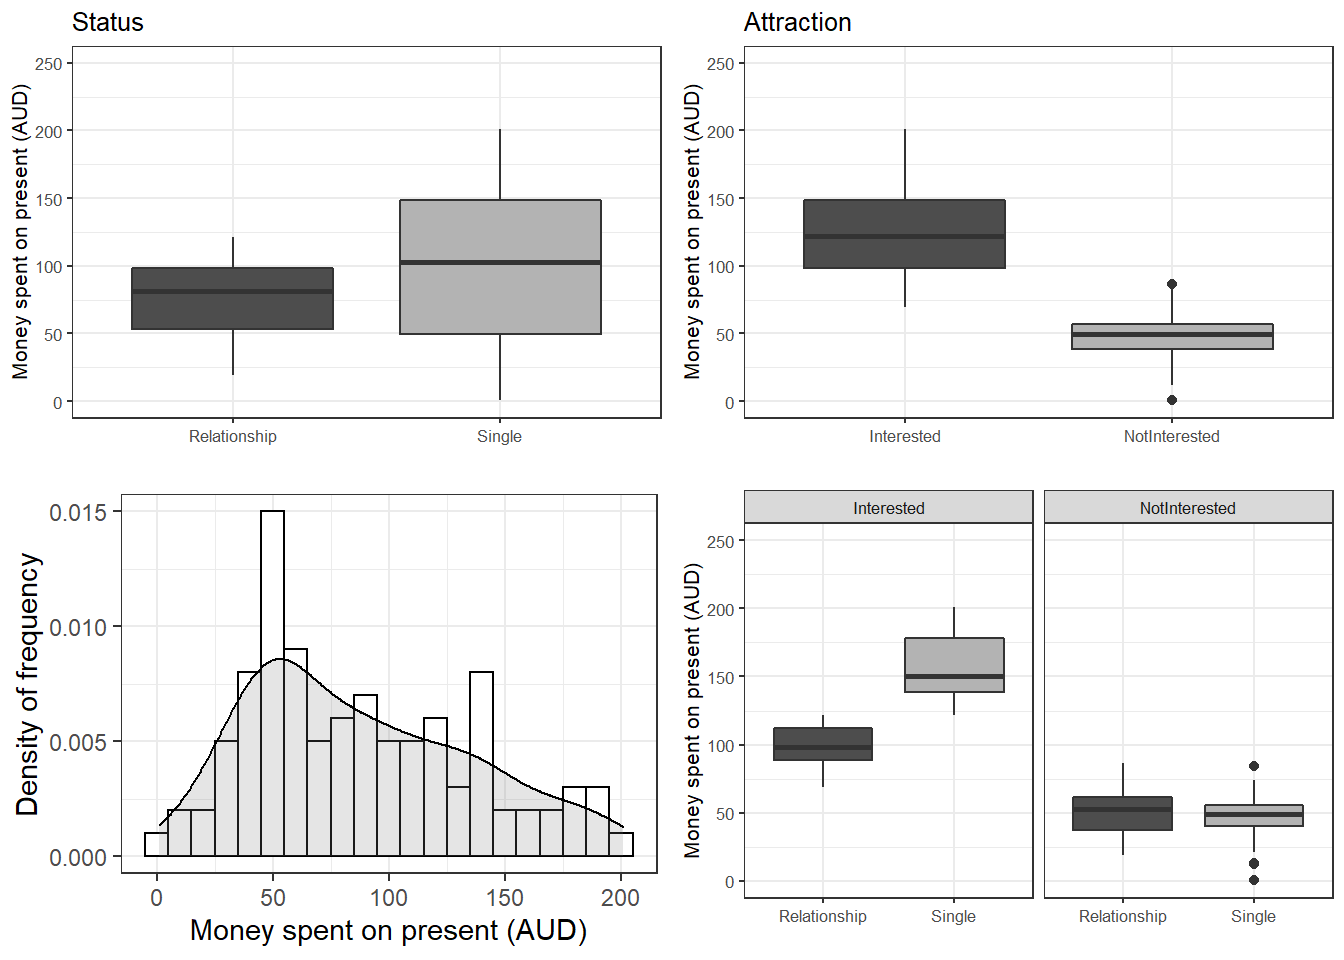 Status
Money spent on present (AUD)
250
200
150
100
50
0
Relationship Single
Attraction
Money spent on present (AUD)
250
200
150
100
50
0
Interested NotInterested
Density of frequency
0.015
0.010
0.005
0.000
0 50 100 150 200
Money spent on present (AUD)
Interested NotInterested
Money spent on present (AUD)
250
200
150
100
50
0
Relationship Single Relationship Single